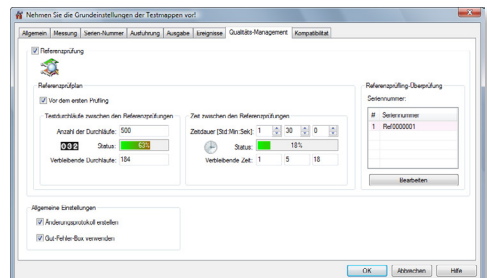 Nehmen Sie die Grundeinstellungen der Testmappen vor!
Allgemein Messung Serien-Nummer Ausführung Ausgabe Ereignisse Qualitäts-Management Kompatibilität
Referenzprüfung
Referenzprüfplan
Vor dem ersten Prüfling
Testdurchläufe zwischen den Referenzprüfungen
Anzahl der Durchläufe: 500
032 Status: 63%
Verbleibende Durchläufe: 184
Zeit zwischen den Referenzprüfungen
Zeitdauer [Std:Min:Sek]: 1 30 0
Status: 18%
Verbleibende Zeit: 1 5 18
Referenzprüfling-Überprüfung
Seriennummer:
# Seriennummer
1 Ref0000001
Bearbeiten
Allgemeine Einstellungen
Änderungsprotokoll erstellen
Gut-Fehler-Box verwenden
OK Abbrechen Hilfe